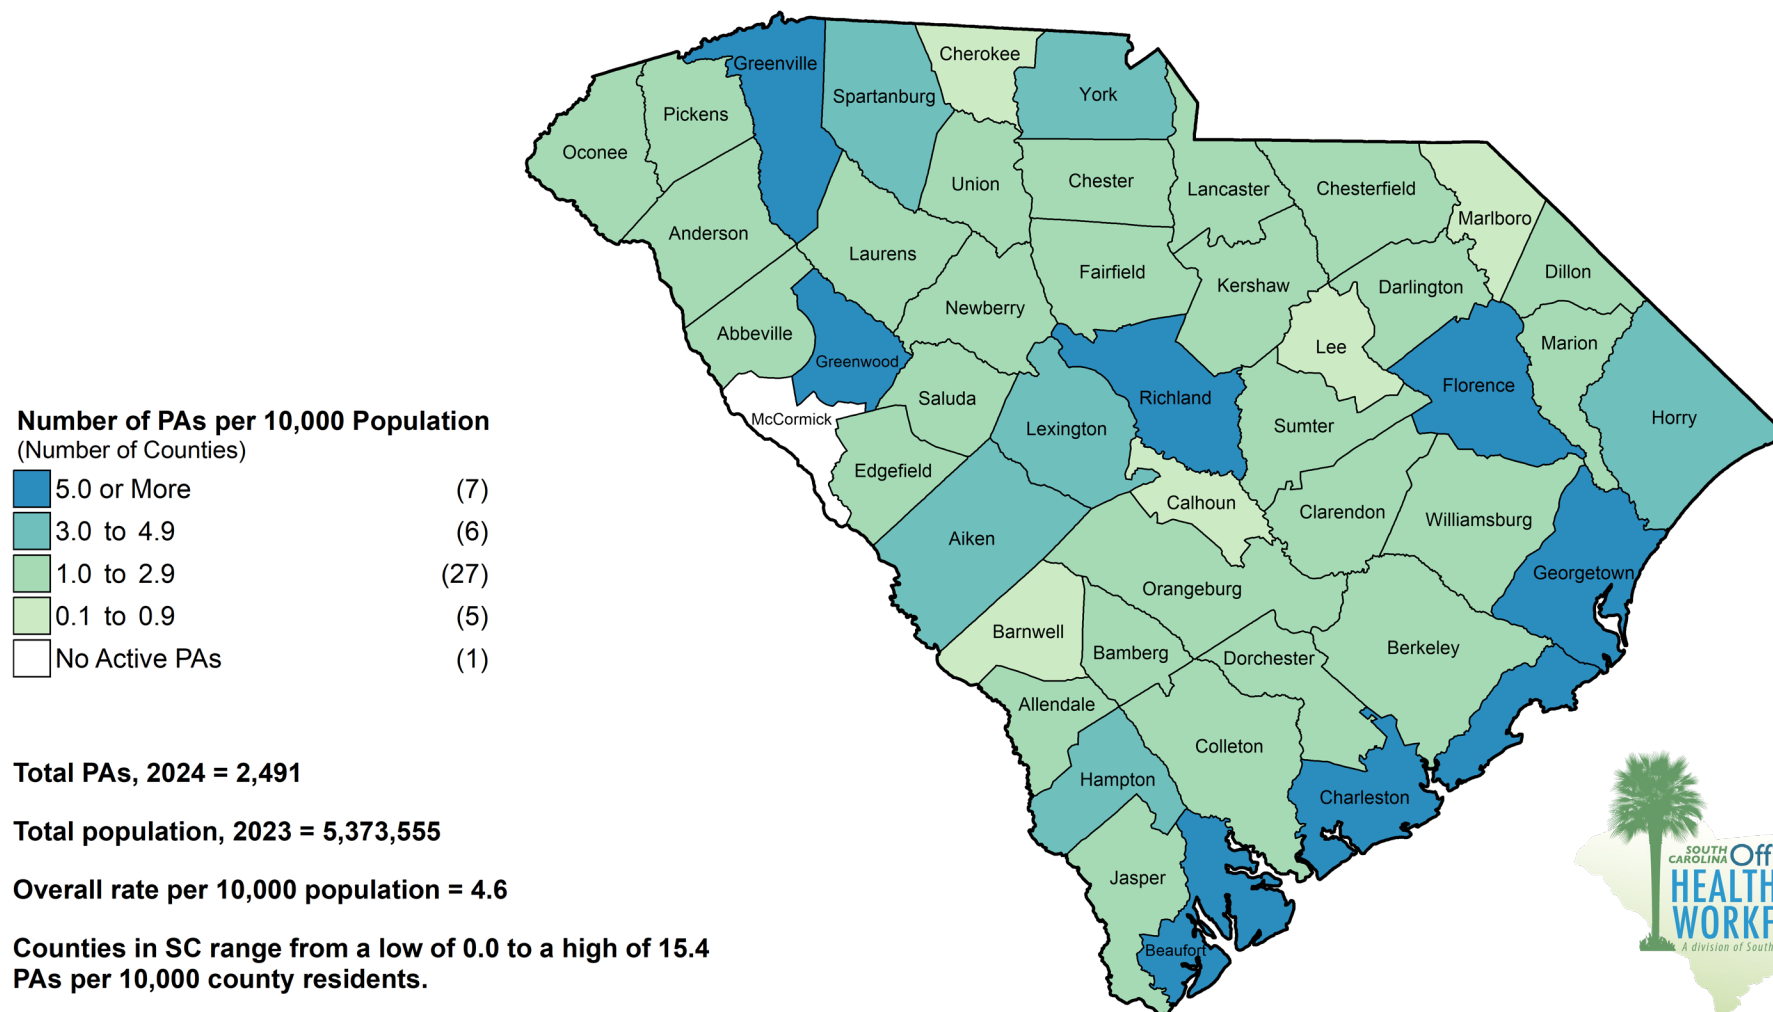 Greenville
Cherokee
Spartanburg
York
Pickens
Oconee
Union
Chester
Lancaster
Chesterfield
Marlboro
Anderson
Laurens
Fairfield
Kershaw
Darlington
Dillon
Newberry
Abbeville
Greenwood
Lee
Marion
Florence
Horry
Saluda
Richland
McCormick
Lexington
Sumter
Edgefield
Calhoun
Clarendon
Williamsburg
Aiken
Orangeburg
Georgetown
Barnwell
Bamberg
Dorchester
Berkeley
Allendale
Colleton
Hampton
Charleston
Jasper
Beaufort
Number of PAs per 10,000 Population
(Number of Counties)
5.0 or More (7)
3.0 to 4.9 (6)
1.0 to 2.9 (27)
0.1 to 0.9 (5)
No Active PAs (1)
Total PAs, 2024 = 2,491
Total population, 2023 = 5,373,555
Overall rate per 10,000 population = 4.6
Counties in SC range from a low of 0.0 to a high of 15.4
PAs per 10,000 county residents.
SOUTH
CAROLINA Off
HEALTH
WORKF
A division of South